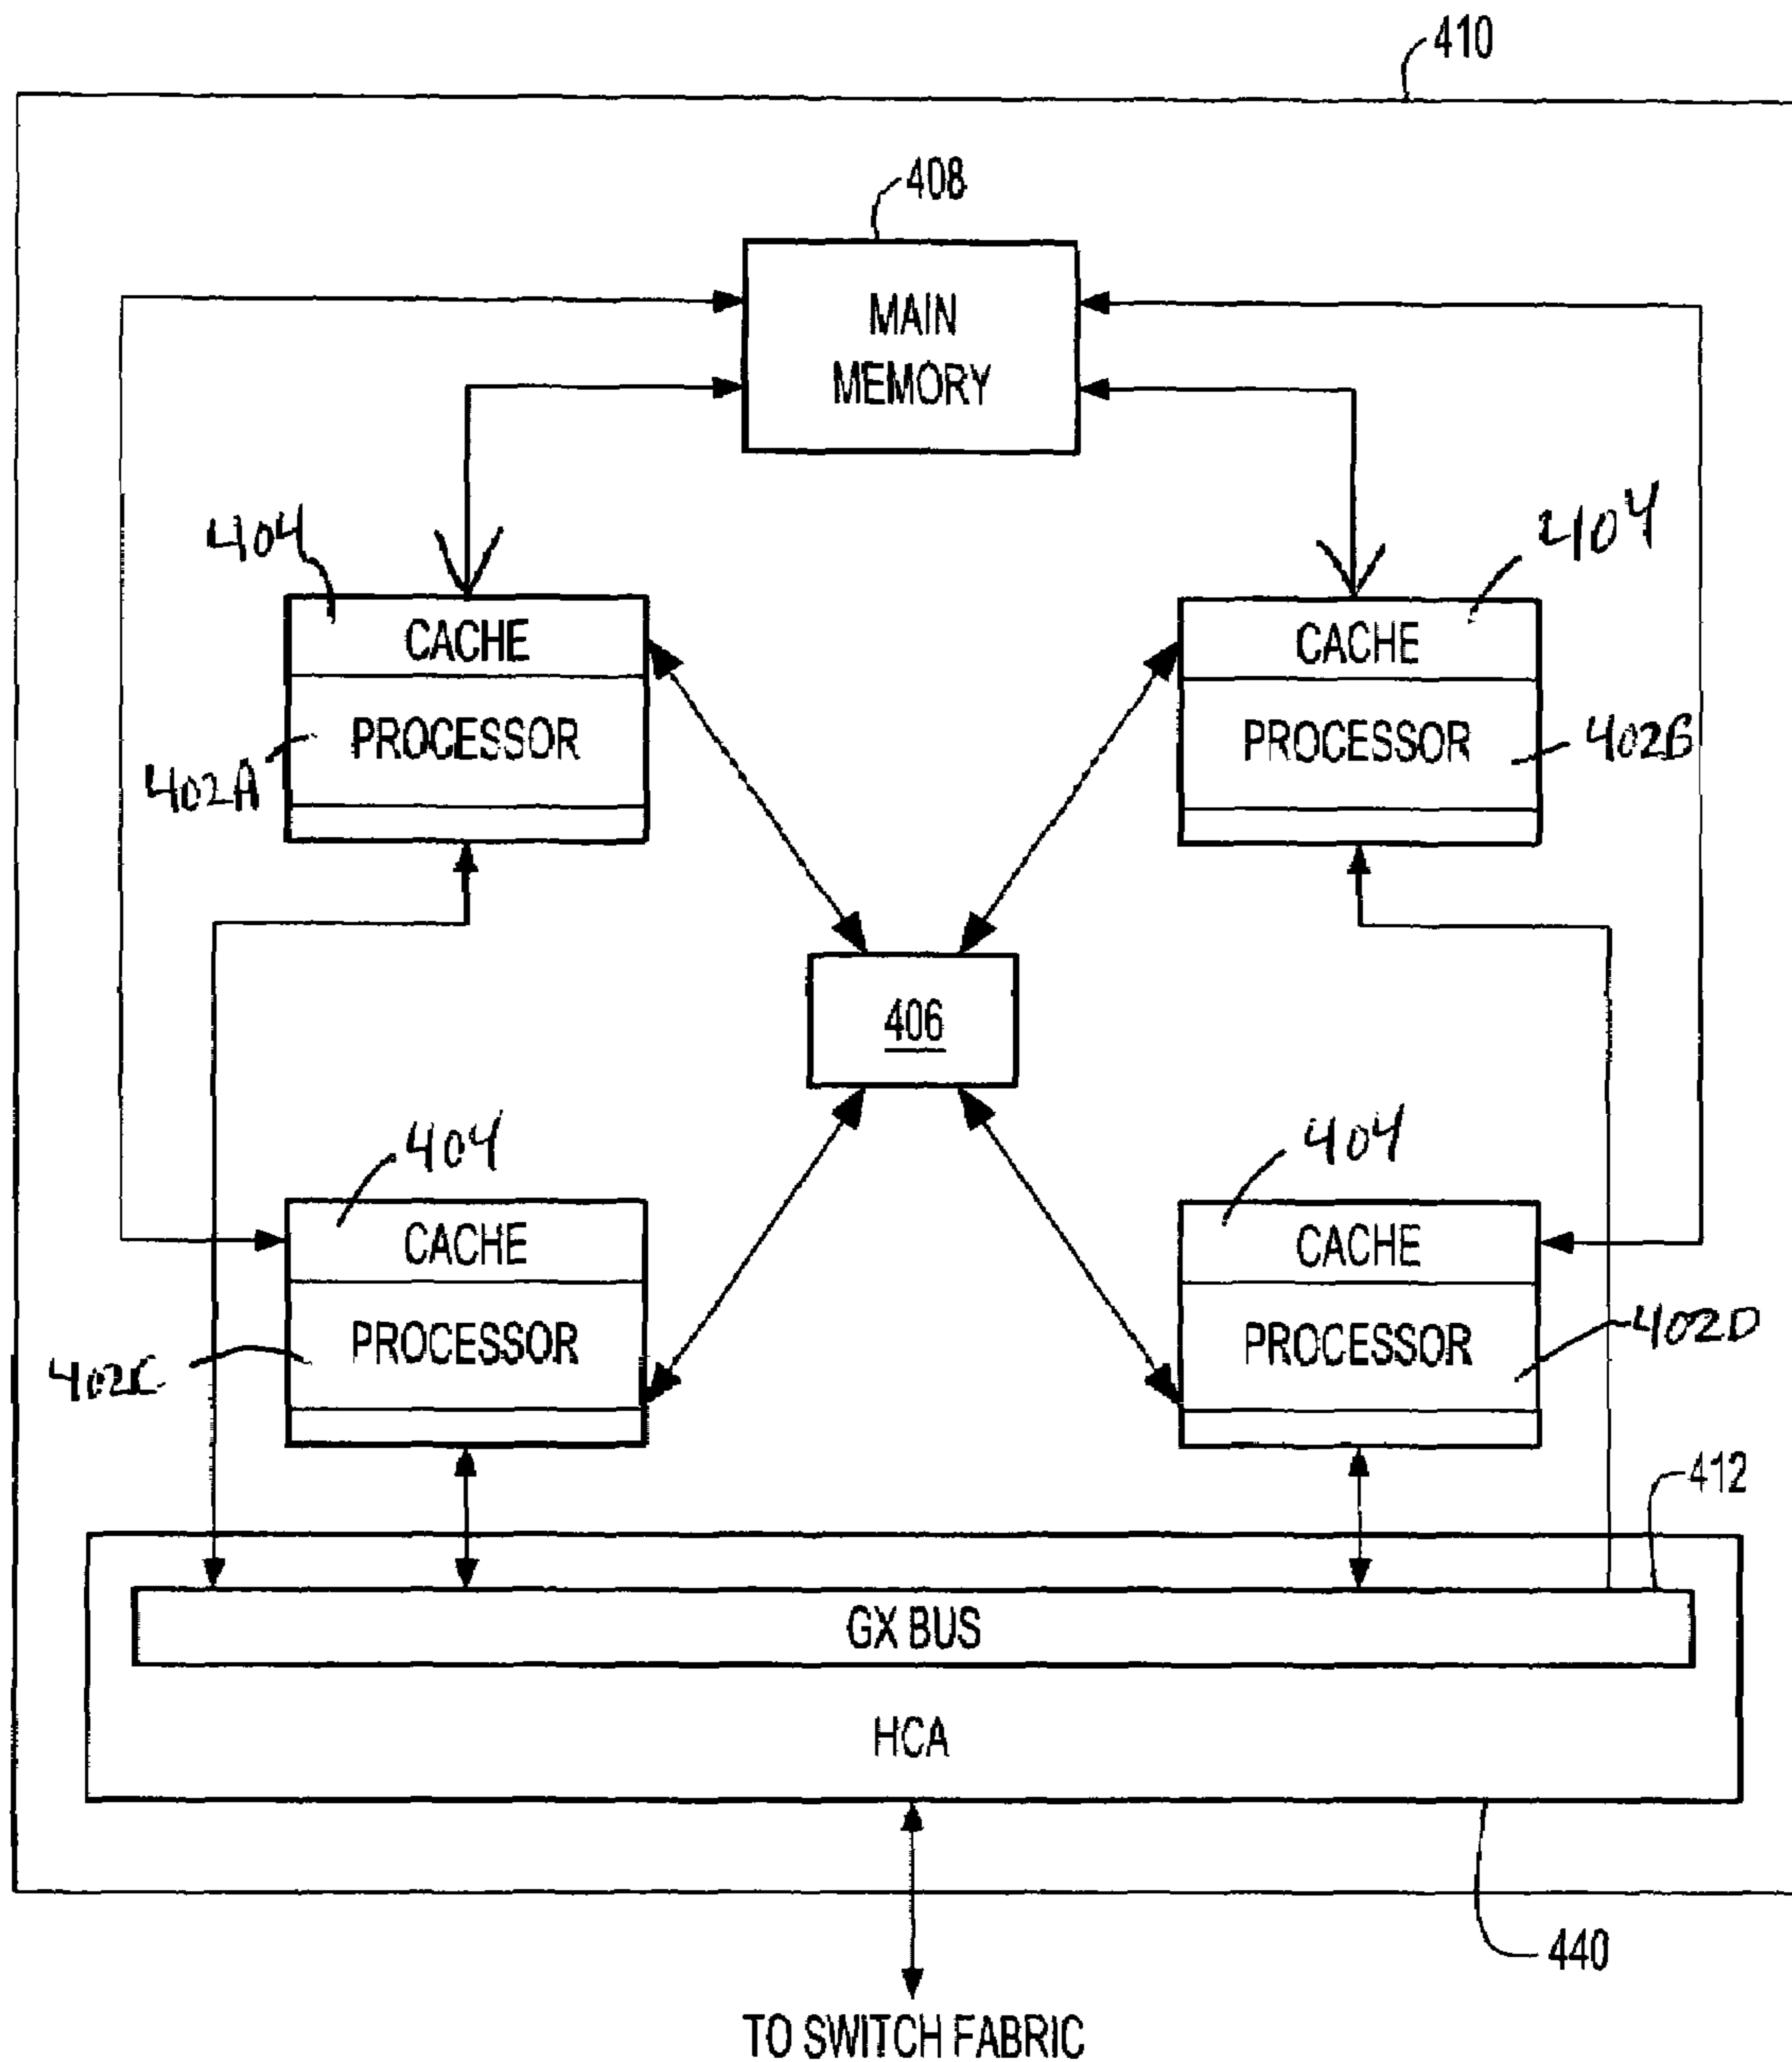 410
408
MAIN
MEMORY
404
404
CACHE
CACHE
PROCESSOR
PROCESSOR
402A
402B
406
404
404
CACHE
CACHE
PROCESSOR
PROCESSOR
402C
402D
412
GX BUS
HCA
440
TO SWITCH FABRIC